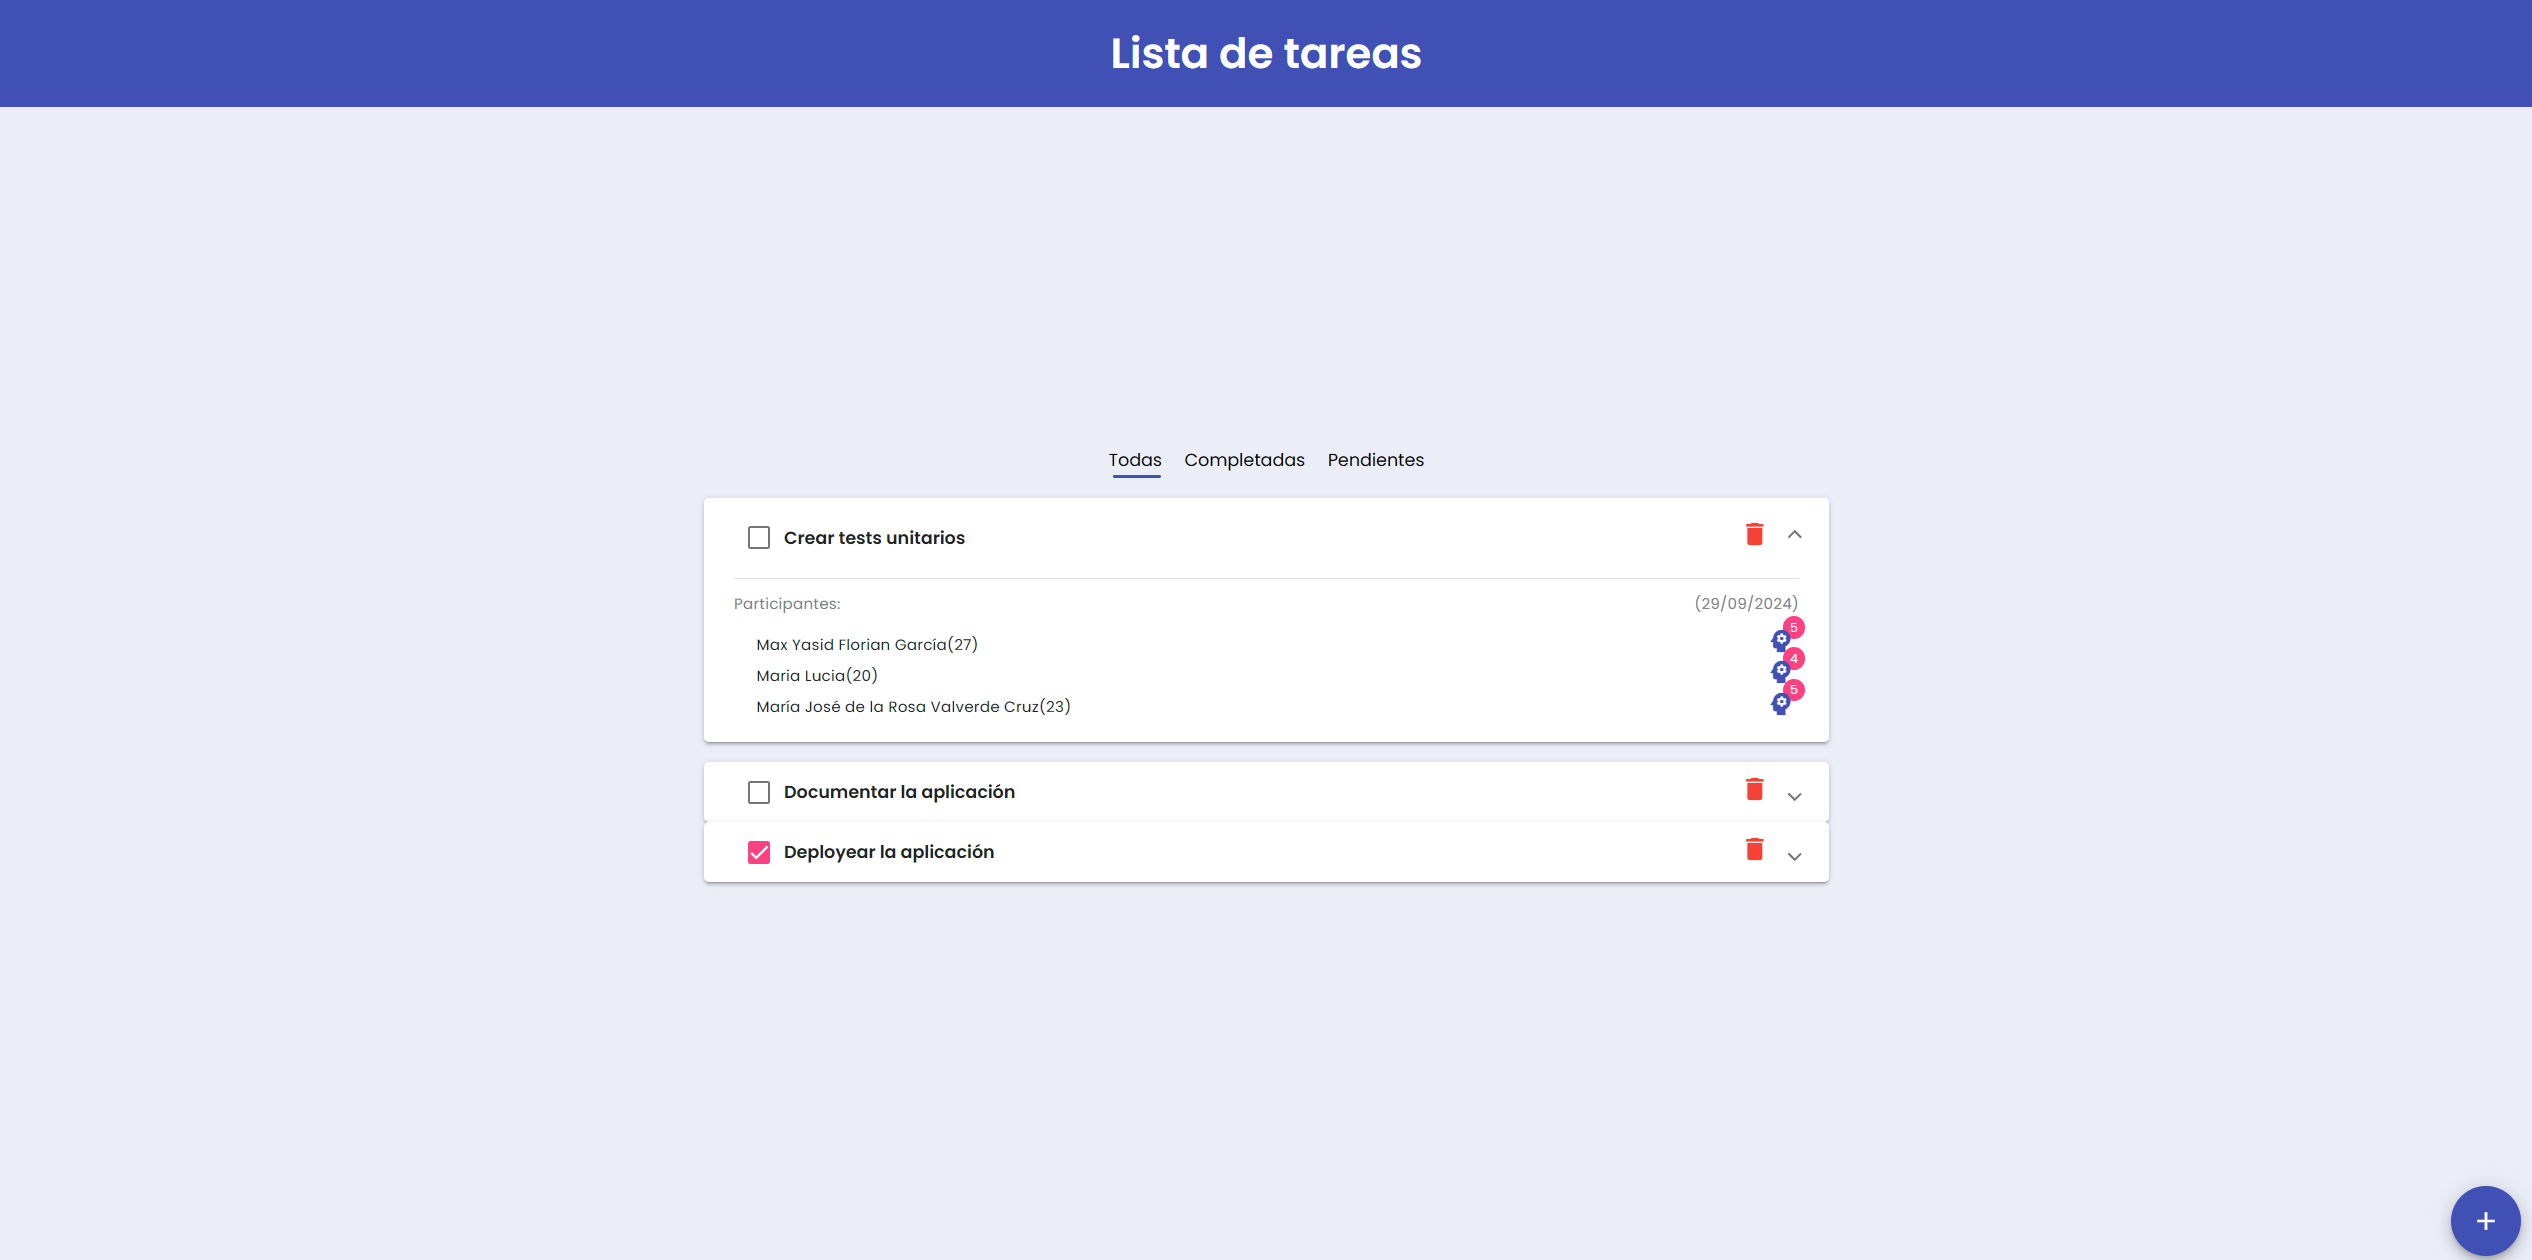 Lista de tareas
Todas Completadas Pendientes
Crear tests unitarios
Participantes: (29/09/2024)
Max Yasid Florian García(27) 5
Maria Lucia(20) 4
María José de la Rosa Valverde Cruz(23) 5
Documentar la aplicación
Deployear la aplicación
+